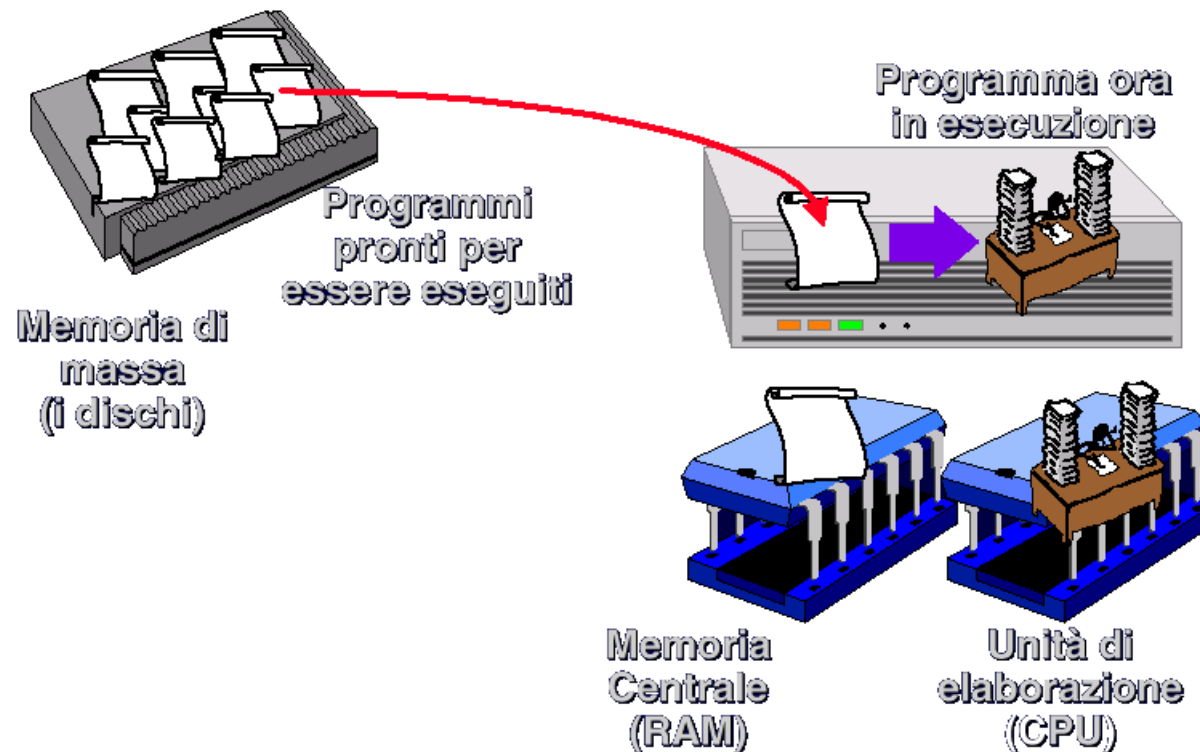 Programma ora
in esecuzione
Programmi
pronti per
essere eseguiti
Memoria di
massa
(i dischi)
Memoria
Centrale
(RAM)
Unità di
elaborazione
(CPU)